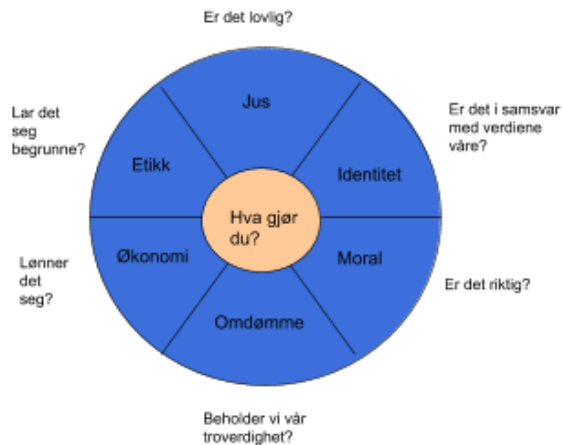 Er det lovlig?
Jus
Lar det
seg
begrunne?
Etikk
Er det i samsvar
med verdiene
våre?
Identitet
Hva gjør
du?
Økonomi
Moral
Lønner
det
seg?
Er det riktig?
Omdømme
Beholder vi vår
troverdighet?